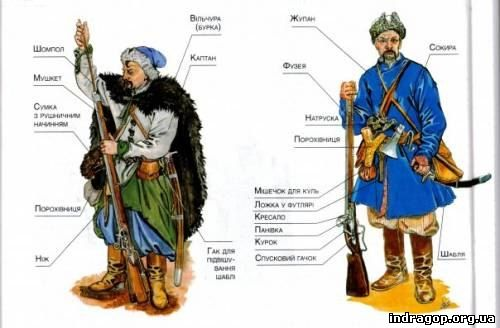 Шомпол
Мушкет
Сумка
з рушничним
начинням
Порохівниця
Ніж
Вільчура
(бурка)
Каптан
Гак для
підвішу-
вання
шаблі
Жупан
Фузея
Натруска
Порохівниця
Мішечок для куль
Ложка у футлярі
Кресало
Панівка
Курок
Спусковий гачок
Сокира
Шабля
indragop.org.ua